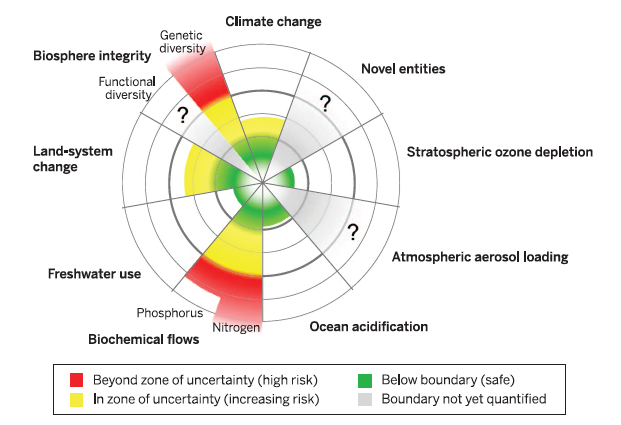 Climate change
Genetic
diversity
Biosphere integrity
Novel entities
Functional
diversity
?
?
Land-system
change
Stratospheric ozone depletion
?
Atmospheric aerosol loading
Freshwater use
Phosphorus
Nitrogen
Ocean acidification
Biochemical flows
Beyond zone of uncertainty (high risk)
In zone of uncertainty (increasing risk)
Below boundary (safe)
Boundary not yet quantified